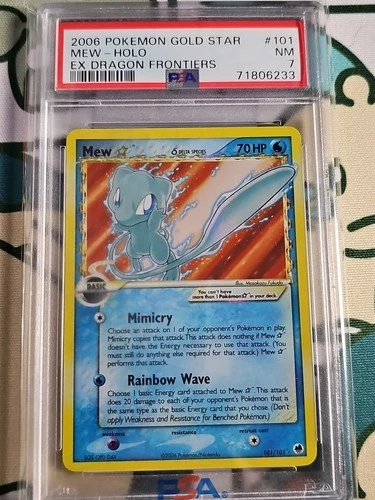 2006 POKEMON GOLD STAR #101
MEW - HOLO NM
EX DRAGON FRONTIERS 7
PSA 71806233
Mew ☆ δ DELTA SPECIES 70 HP
Illus. Masakazu Fukuda
BASIC
You can't have
more than 1 Pokémon ☆ in your deck.
Mimicry
Choose an attack on 1 of your opponent's Pokémon in play.
Mimicry copies that attack. This attack does nothing if Mew ☆
doesn't have the Energy necessary to use that attack. (You
must still do anything else required for that attack.) Mew ☆
performs that attack.
Rainbow Wave
Choose 1 basic Energy card attached to Mew ☆. This attack
does 20 damage to each of your opponent's Pokémon that is
the same type as the basic Energy card that you chose. (Don't
apply Weakness and Resistance for Benched Pokémon.)
weakness resistance retreat cost
©2006 Pokémon/Nintendo 101/101
PSA